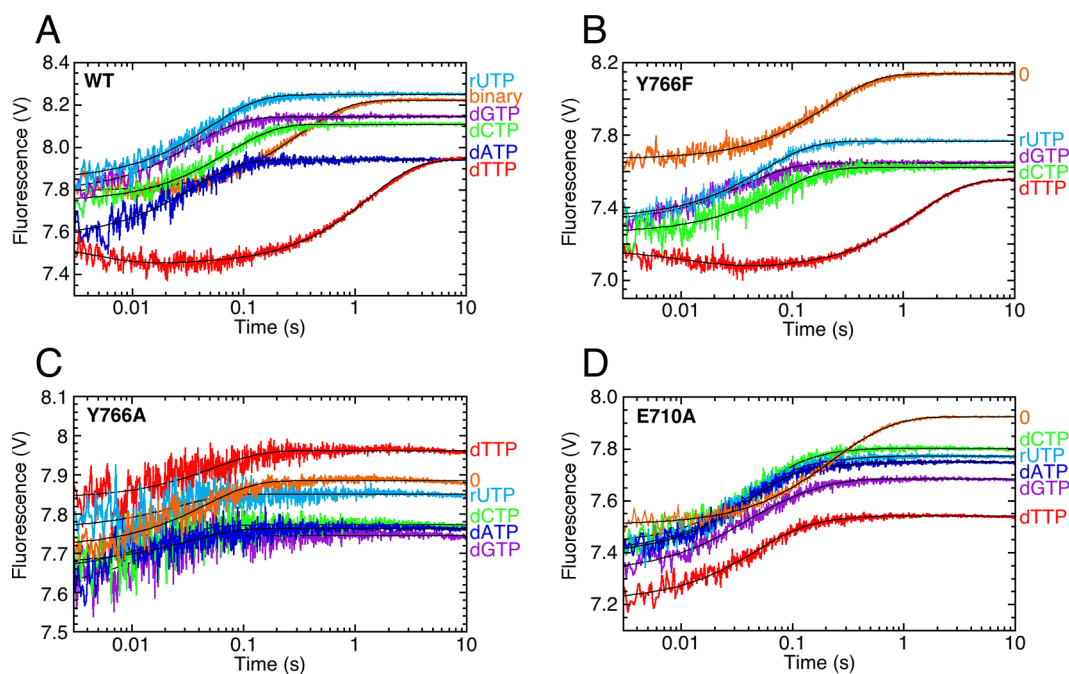 A
WT
Fluorescence (V)
8.4
8.2
8.0
7.8
7.6
7.4
0.01
0.1
1
10
Time (s)
rUTP
binary
dGTP
dCTP
dATP
dTTP
B
Y766F
Fluorescence (V)
8.2
7.8
7.4
7.0
0.01
0.1
1
10
Time (s)
0
rUTP
dGTP
dCTP
dTTP
C
Y766A
Fluorescence (V)
8.1
8
7.9
7.8
7.7
7.6
7.5
0.01
0.1
1
10
Time (s)
dTTP
0
rUTP
dCTP
dATP
dGTP
D
E710A
Fluorescence (V)
8.0
7.8
7.6
7.4
7.2
0.01
0.1
1
10
Time (s)
0
dCTP
rUTP
dATP
dGTP
dTTP